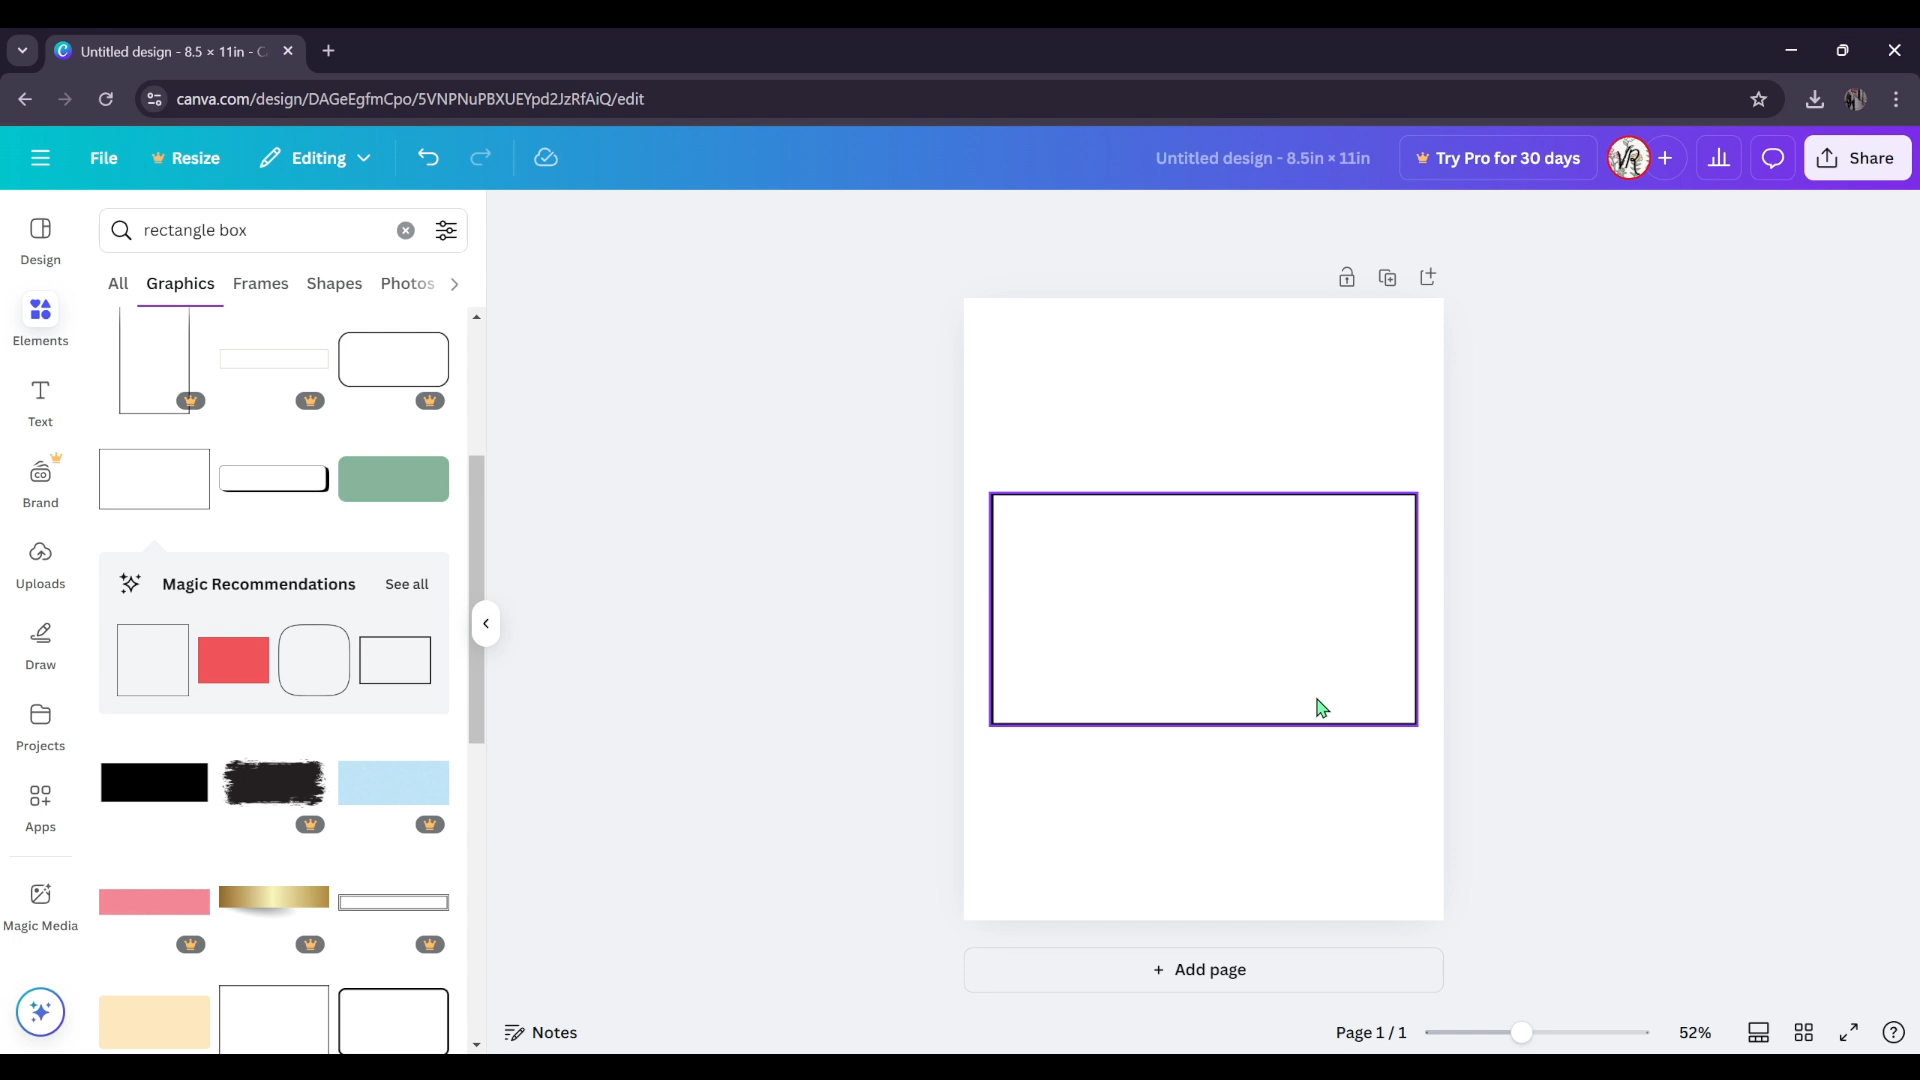 Untitled design - 8.5 × 11in - C
canva.com/design/DAGeEgfmCpo/5VNPNuPBXUEYpd2JzRfAiQ/edit
File
Resize
Editing
Untitled design - 8.5in × 11in
Try Pro for 30 days
Share
rectangle box
All
Graphics
Frames
Shapes
Photos
Design
Elements
Text
Brand
Uploads
Draw
Projects
Apps
Magic Media
Magic Recommendations
See all
+ Add page
Notes
Page 1 / 1
52%